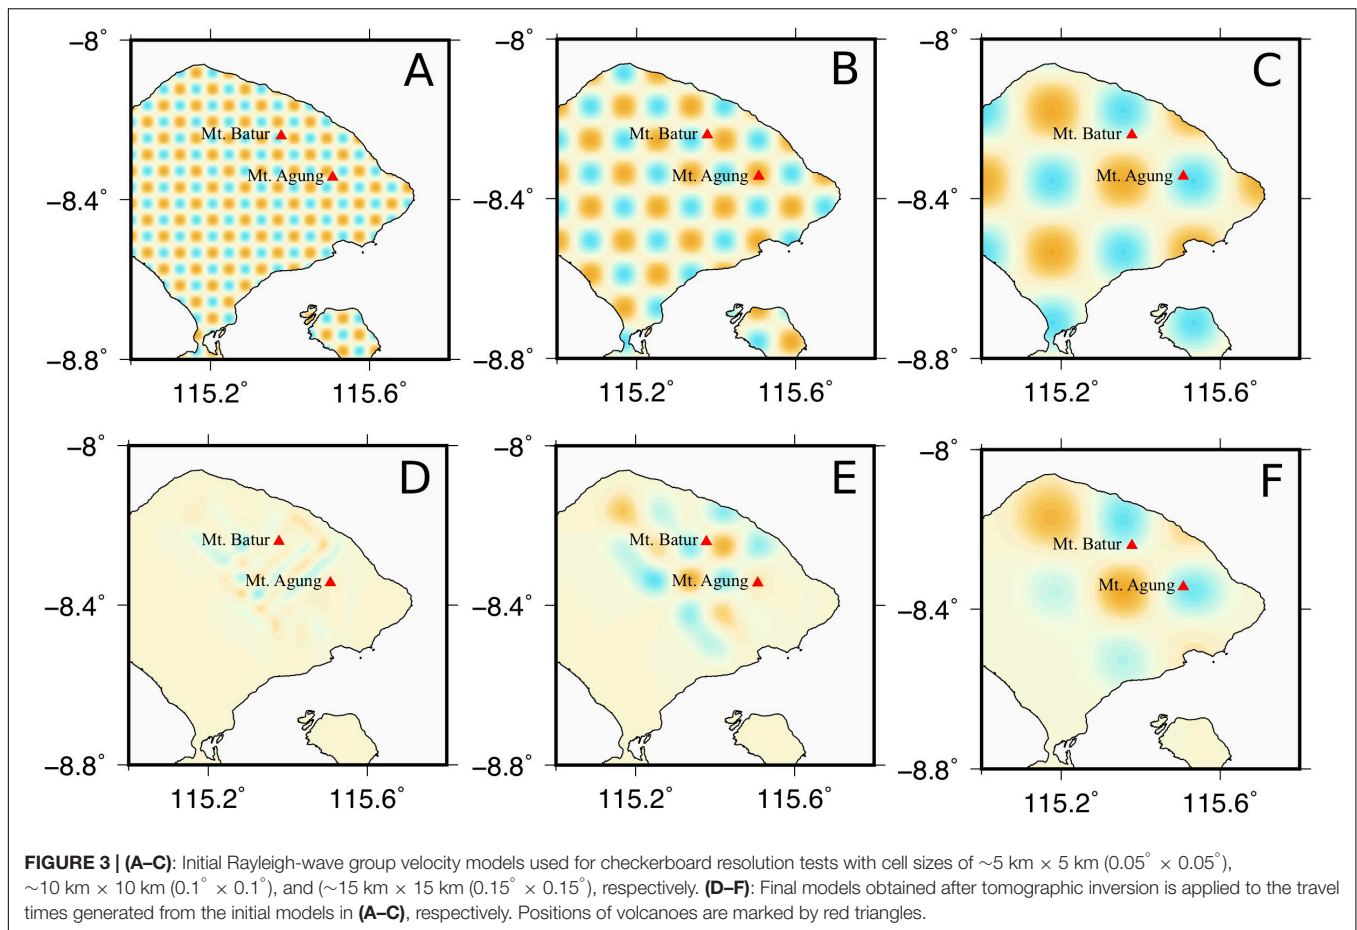 −8°
A
Mt. Batur
Mt. Agung
−8.4°
−8.8°
115.2° 115.6°
−8°
B
Mt. Batur
Mt. Agung
−8.4°
−8.8°
115.2° 115.6°
−8°
C
Mt. Batur
Mt. Agung
−8.4°
−8.8°
115.2° 115.6°
−8°
D
Mt. Batur
Mt. Agung
−8.4°
−8.8°
115.2° 115.6°
−8°
E
Mt. Batur
Mt. Agung
−8.4°
−8.8°
115.2° 115.6°
−8°
F
Mt. Batur
Mt. Agung
−8.4°
−8.8°
115.2° 115.6°
FIGURE 3 | (A–C): Initial Rayleigh-wave group velocity models used for checkerboard resolution tests with cell sizes of ∼5 km × 5 km (0.05° × 0.05°),
∼10 km × 10 km (0.1° × 0.1°), and (∼15 km × 15 km (0.15° × 0.15°), respectively. (D–F): Final models obtained after tomographic inversion is applied to the travel
times generated from the initial models in (A–C), respectively. Positions of volcanoes are marked by red triangles.